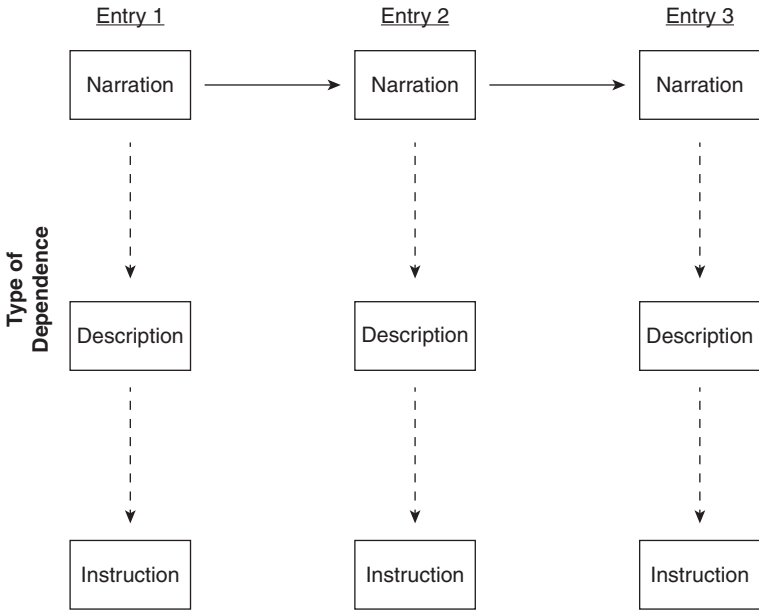 Entry 1
Entry 2
Entry 3
Narration
Narration
Narration
Type of
Dependence
Description
Description
Description
Instruction
Instruction
Instruction